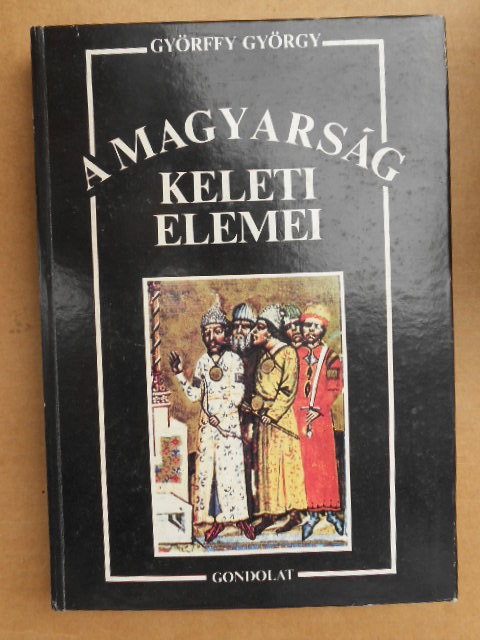 GYÖRFFY GYÖRGY
A MAGYARSÁG
KELETI
ELEMEI
GONDOLAT